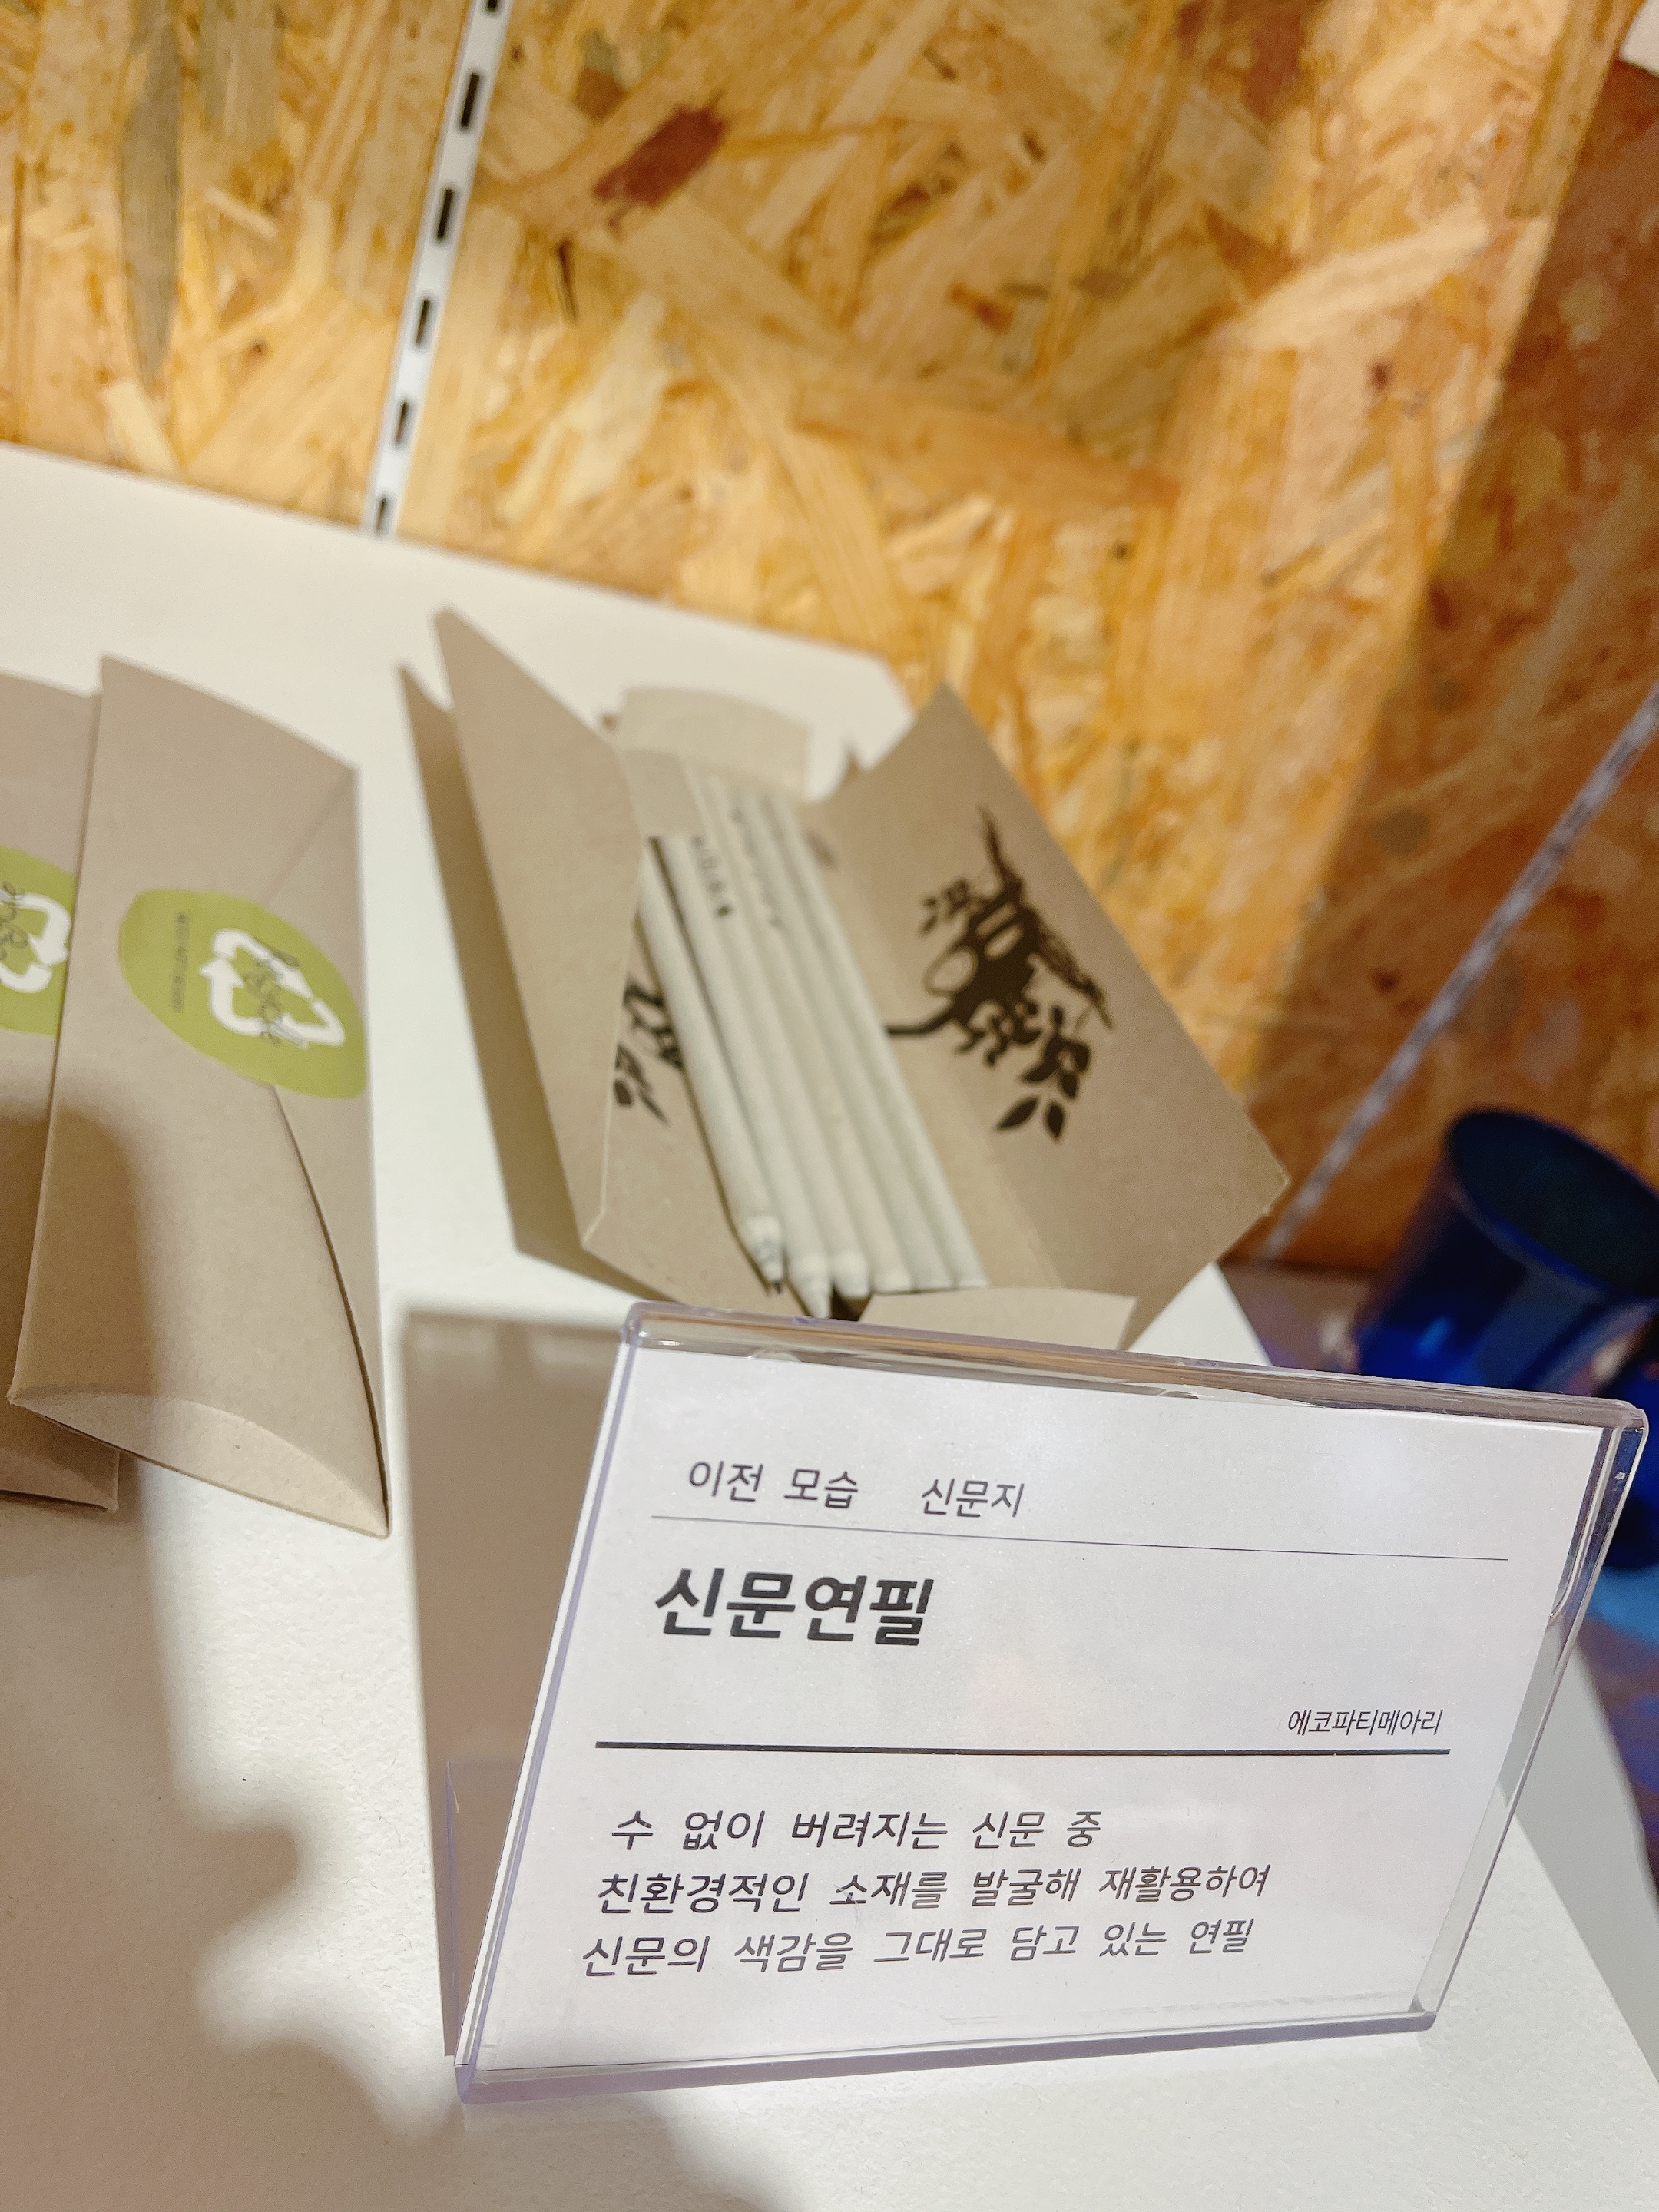 이전 모습 신문지
신문연필
에코파티메아리
수 없이 버려지는 신문 중
친환경적인 소재를 발굴해 재활용하여
신문의 색감을 그대로 담고 있는 연필